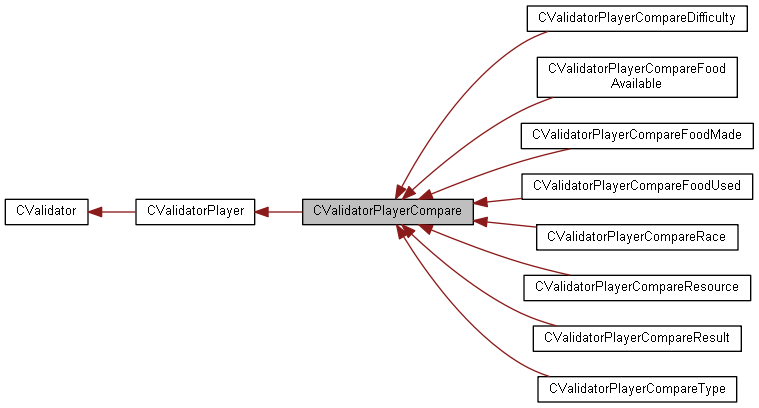 CValidatorPlayerCompareDifficulty
CValidatorPlayerCompareFood
Available
CValidatorPlayerCompareFoodMade
CValidatorPlayerCompareFoodUsed
CValidator
CValidatorPlayer
CValidatorPlayerCompare
CValidatorPlayerCompareRace
CValidatorPlayerCompareResource
CValidatorPlayerCompareResult
CValidatorPlayerCompareType